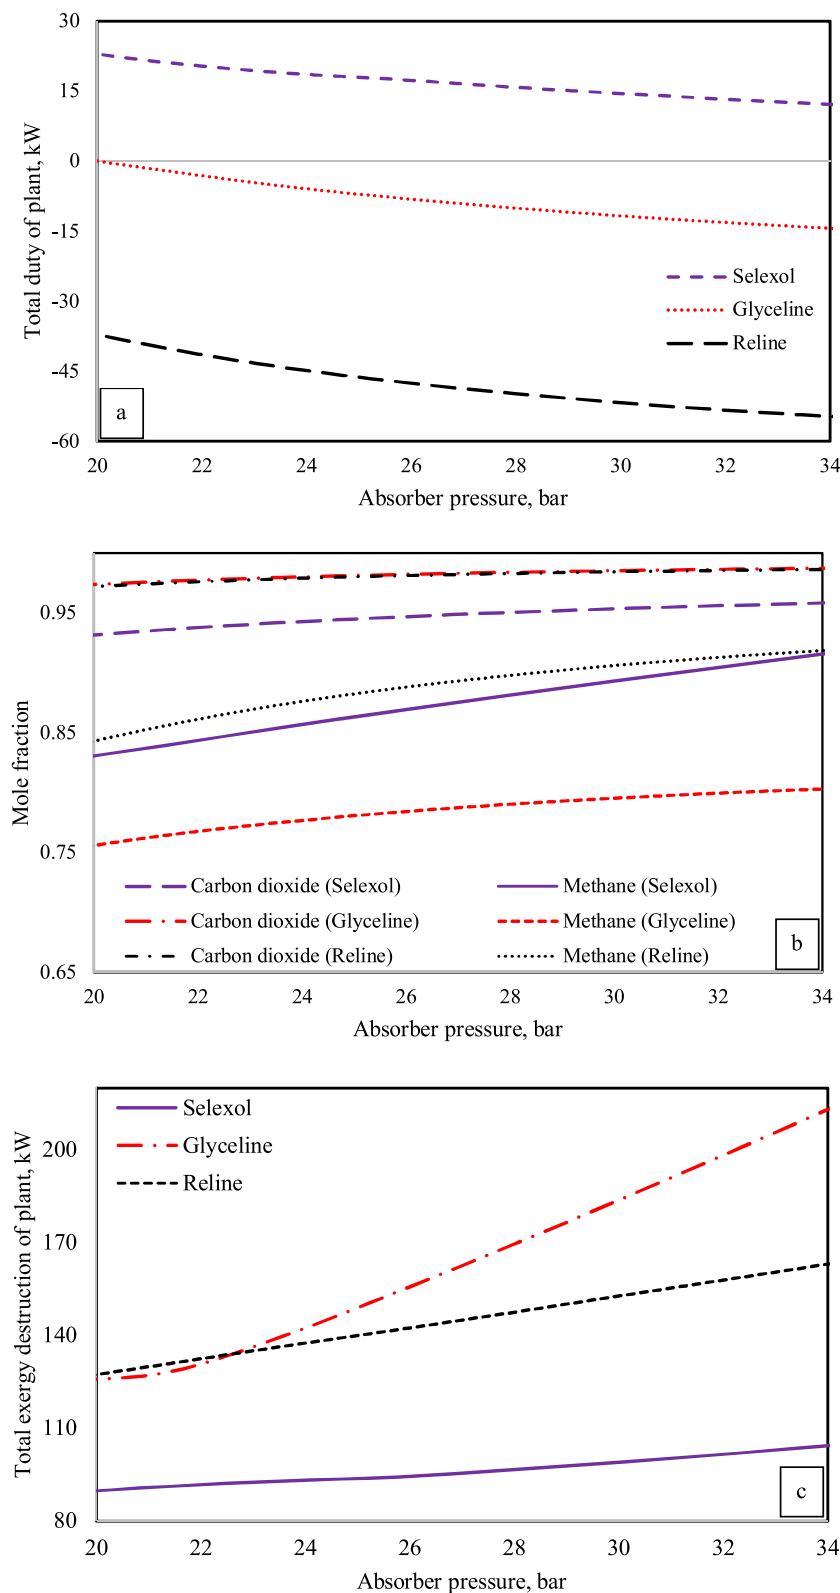 30
15
0
-15
-30
-45
-60
Total duty of plant, kW
Selexol
Glyceline
Reline
a
20 22 24 26 28 30 32 34
Absorber pressure, bar
0.95
0.85
0.75
0.65
Mole fraction
Carbon dioxide (Selexol) Methane (Selexol)
Carbon dioxide (Glyceline) Methane (Glyceline)
Carbon dioxide (Reline) Methane (Reline)
b
20 22 24 26 28 30 32 34
Absorber pressure, bar
200
170
140
110
80
Total exergy destruction of plant, kW
Selexol
Glyceline
Reline
c
20 22 24 26 28 30 32 34
Absorber pressure, bar